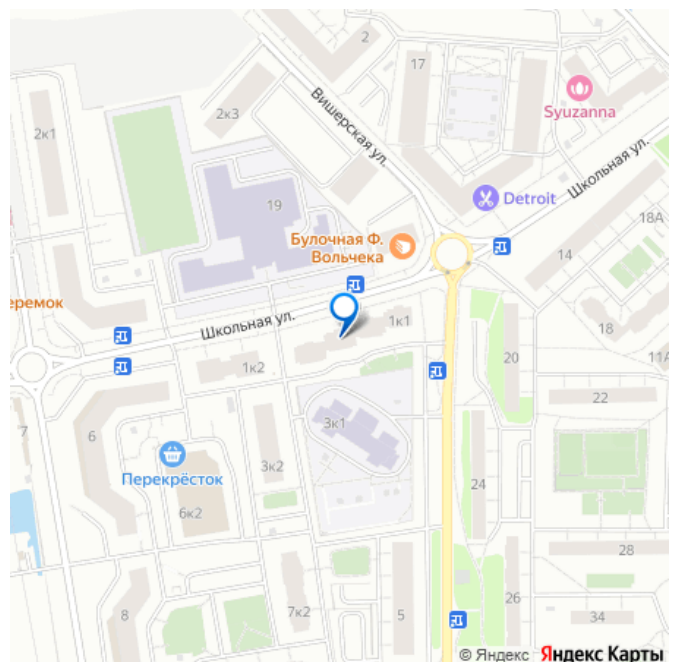 2
17
2к3
Вишерская ул.
Syuzanna
2к1
Школьная ул.
19
Detroit
18А
Булочная Ф.
Вольчека
14
еремок
Школьная ул.
1к1
18
20
11А
1к2
22
7
6
3к1
Перекрёсток
3к2
24
6к2
28
8
7к2
5
26
34
© Яндекс Яндекс Карты